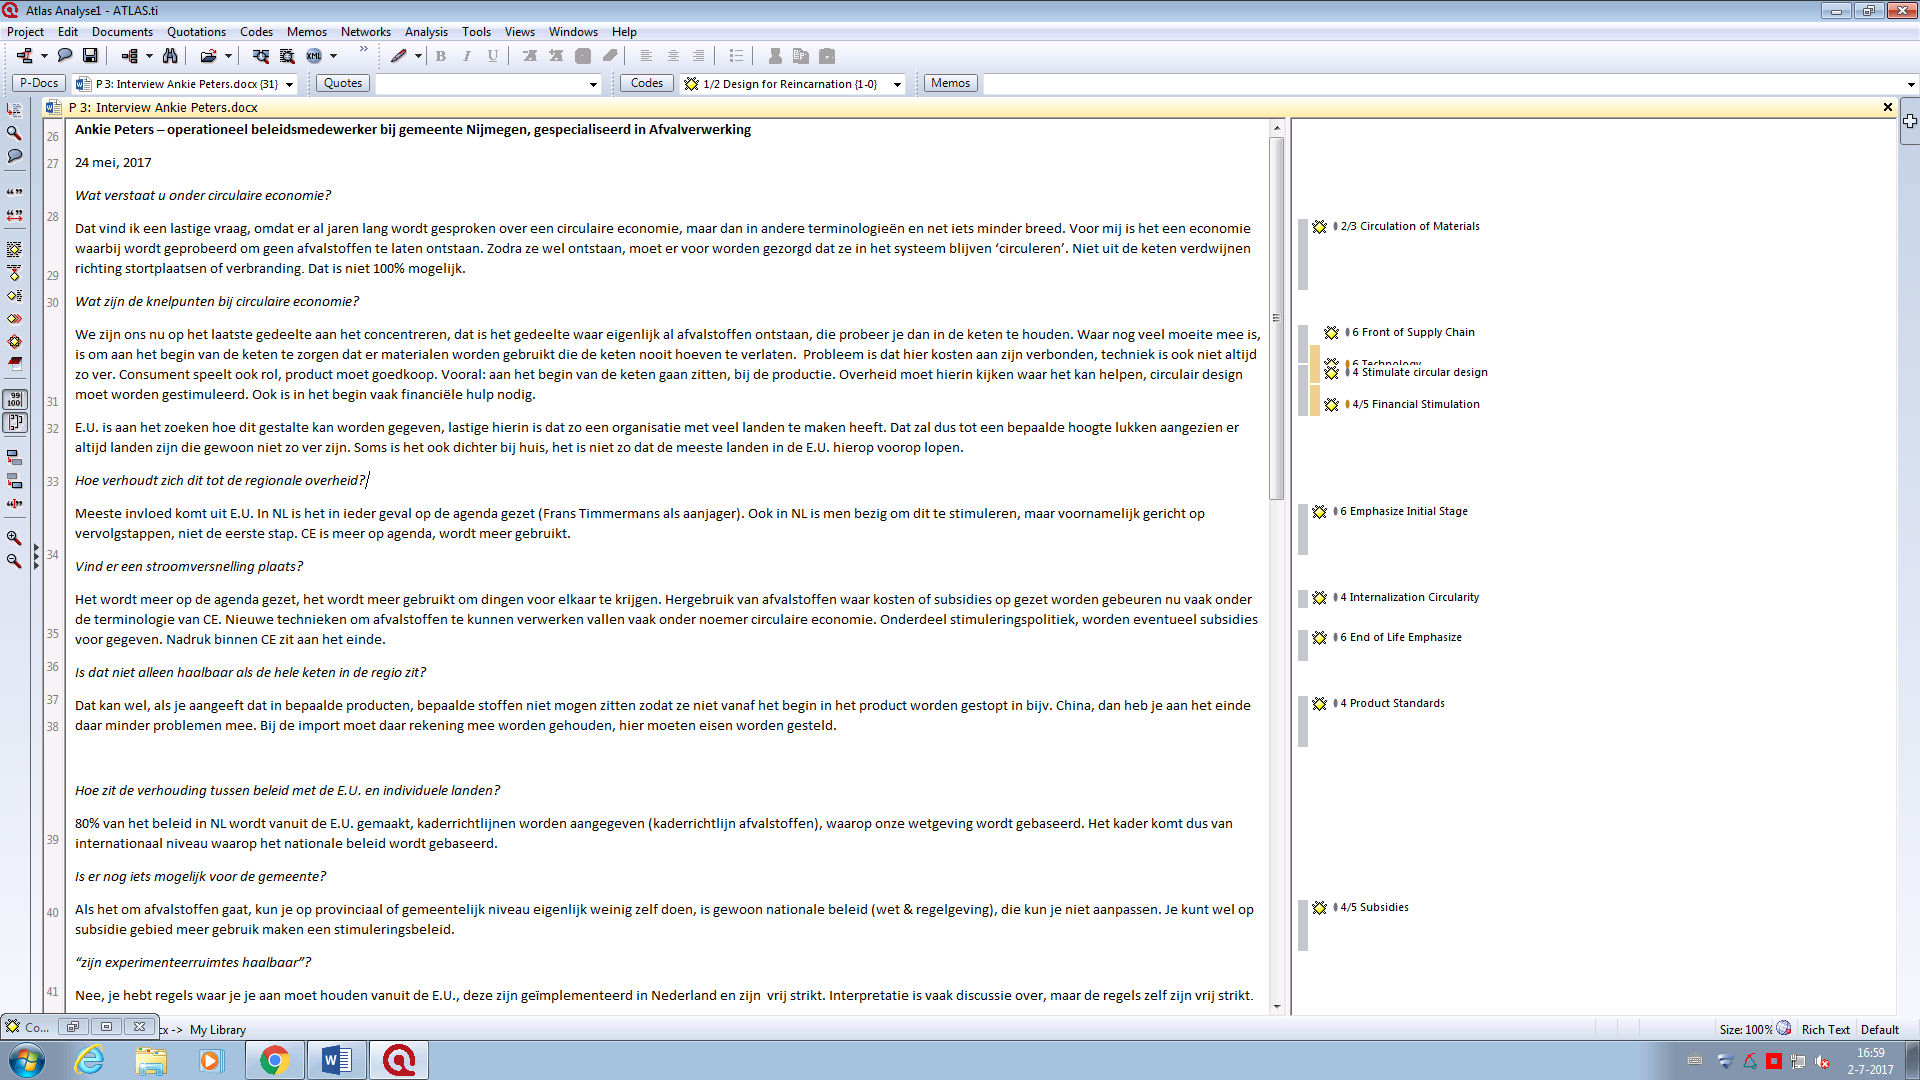 Atlas Analyse1 - ATLAS.ti
Project Edit Documents Quotations Codes Memos Networks Analysis Tools Views Windows Help
P-Docs P 3: Interview Ankie Peters.docx {31} Quotes Codes 1/2 Design for Reincarnation {1-0} Memos
P 3: Interview Ankie Peters.docx
26 Ankie Peters – operationeel beleidsmedewerker bij gemeente Nijmegen, gespecialiseerd in Afvalverwerking
27 24 mei, 2017
Wat verstaat u onder circulaire economie?
28
Dat vind ik een lastige vraag, omdat er al jaren lang wordt gesproken over een circulaire economie, maar dan in andere terminologieën en net iets minder breed. Voor mij is het een economie
2/3 Circulation of Materials
waarbij wordt geprobeerd om geen afvalstoffen te laten ontstaan. Zodra ze wel ontstaan, moet er voor worden gezorgd dat ze in het systeem blijven ‘circuleren’. Niet uit de keten verdwijnen
29 richting stortplaatsen of verbranding. Dat is niet 100% mogelijk.
30 Wat zijn de knelpunten bij circulaire economie?
We zijn ons nu op het laatste gedeelte aan het concentreren, dat is het gedeelte waar eigenlijk al afvalstoffen ontstaan, die probeer je dan in de keten te houden. Waar nog veel moeite mee is,
6 Front of Supply Chain
is om aan het begin van de keten te zorgen dat er materialen worden gebruikt die de keten nooit hoeven te verlaten.  Probleem is dat hier kosten aan zijn verbonden, techniek is ook niet altijd
6 Technology
zo ver. Consument speelt ook rol, product moet goedkoop. Vooral: aan het begin van de keten gaan zitten, bij de productie. Overheid moet hierin kijken waar het kan helpen, circulair design
4 Stimulate circular design
31 moet worden gestimuleerd. Ook is in het begin vaak financiële hulp nodig.
4/5 Financial Stimulation
32 E.U. is aan het zoeken hoe dit gestalte kan worden gegeven, lastige hierin is dat zo een organisatie met veel landen te maken heeft. Dat zal dus tot een bepaalde hoogte lukken aangezien er
altijd landen zijn die gewoon niet zo ver zijn. Soms is het ook dichter bij huis, het is niet zo dat de meeste landen in de E.U. hierop voorop lopen.
33 Hoe verhoudt zich dit tot de regionale overheid?
Meeste invloed komt uit E.U. In NL is het in ieder geval op de agenda gezet (Frans Timmermans als aanjager). Ook in NL is men bezig om dit te stimuleren, maar voornamelijk gericht op
6 Emphasize Initial Stage
vervolgstappen, niet de eerste stap. CE is meer op agenda, wordt meer gebruikt.
34
Vind er een stroomversnelling plaats?
Het wordt meer op de agenda gezet, het wordt meer gebruikt om dingen voor elkaar te krijgen. Hergebruik van afvalstoffen waar kosten of subsidies op gezet worden gebeuren nu vaak onder
4 Internalization Circularity
de terminologie van CE. Nieuwe technieken om afvalstoffen te kunnen verwerken vallen vaak onder noemer circulaire economie. Onderdeel stimuleringspolitiek, worden eventueel subsidies
35 voor gegeven. Nadruk binnen CE zit aan het einde.
6 End of Life Emphasize
36 Is dat niet alleen haalbaar als de hele keten in de regio zit?
37 Dat kan wel, als je aangeeft dat in bepaalde producten, bepaalde stoffen niet mogen zitten zodat ze niet vanaf het begin in het product worden gestopt in bijv. China, dan heb je aan het einde
4 Product Standards
38 daar minder problemen mee. Bij de import moet daar rekening mee worden gehouden, hier moeten eisen worden gesteld.
Hoe zit de verhouding tussen beleid met de E.U. en individuele landen?
80% van het beleid in NL wordt vanuit de E.U. gemaakt, kaderrichtlijnen worden aangegeven (kaderrichtlijn afvalstoffen), waarop onze wetgeving wordt gebaseerd. Het kader komt dus van
39 internationaal niveau waarop het nationale beleid wordt gebaseerd.
Is er nog iets mogelijk voor de gemeente?
40 Als het om afvalstoffen gaat, kun je op provinciaal of gemeentelijk niveau eigenlijk weinig zelf doen, is gewoon nationale beleid (wet & regelgeving), die kun je niet aanpassen. Je kunt wel op
4/5 Subsidies
subsidie gebied meer gebruik maken een stimuleringsbeleid.
“zijn experimenteerruimtes haalbaar”?
41 Nee, je hebt regels waar je je aan moet houden vanuit de E.U., deze zijn geïmplementeerd in Nederland en zijn  vrij strikt. Interpretatie is vaak discussie over, maar de regels zelf zijn vrij strikt.
Co... cx -> My Library Size: 100% Rich Text Default
16:59
2-7-2017